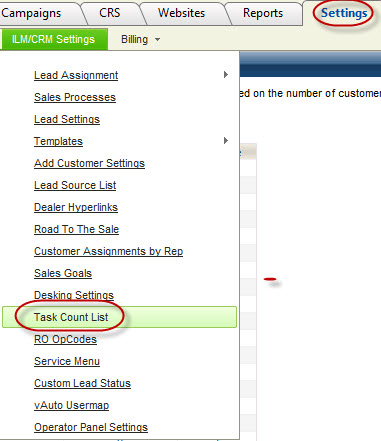 Campaigns CRS Websites Reports Settings
ILM/CRM Settings Billing
Lead Assignment
Sales Processes
ed on the number of custome
Lead Settings
Templates
Add Customer Settings
Lead Source List
Dealer Hyperlinks
Road To The Sale
Customer Assignments by Rep
Sales Goals
Desking Settings
Task Count List
RO OpCodes
Service Menu
Custom Lead Status
vAuto Usermap
Operator Panel Settings